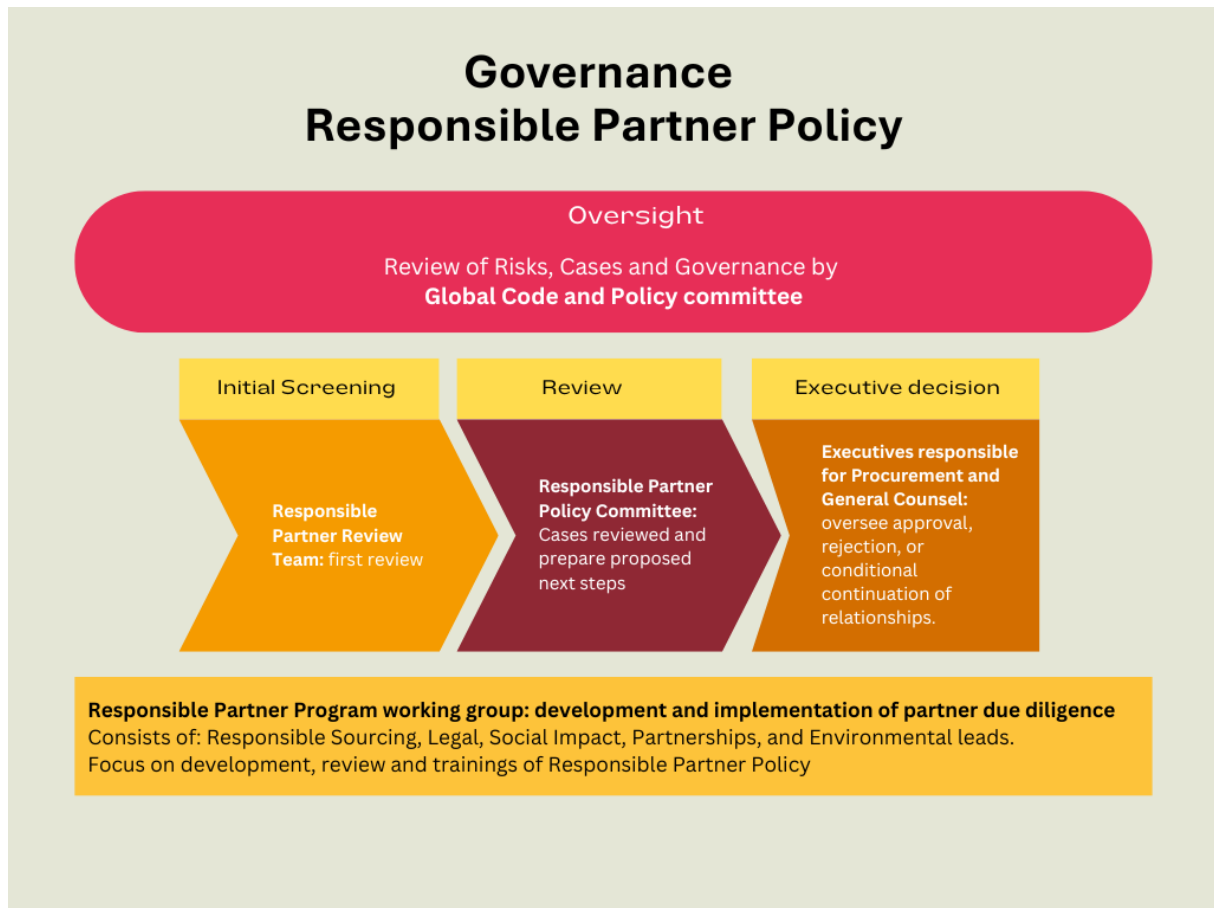 Governance
Responsible Partner Policy
Oversight
Review of Risks, Cases and Governance by
Global Code and Policy committee
Initial Screening
Responsible
Partner Review
Team: first review
Review
Responsible Partner
Policy Committee:
Cases reviewed and
prepare proposed
next steps
Executive decision
Executives responsible
for Procurement and
General Counsel:
oversee approval,
rejection, or
conditional
continuation of
relationships.
Responsible Partner Program working group: development and implementation of partner due diligence
Consists of: Responsible Sourcing, Legal, Social Impact, Partnerships, and Environmental leads.
Focus on development, review and trainings of Responsible Partner Policy